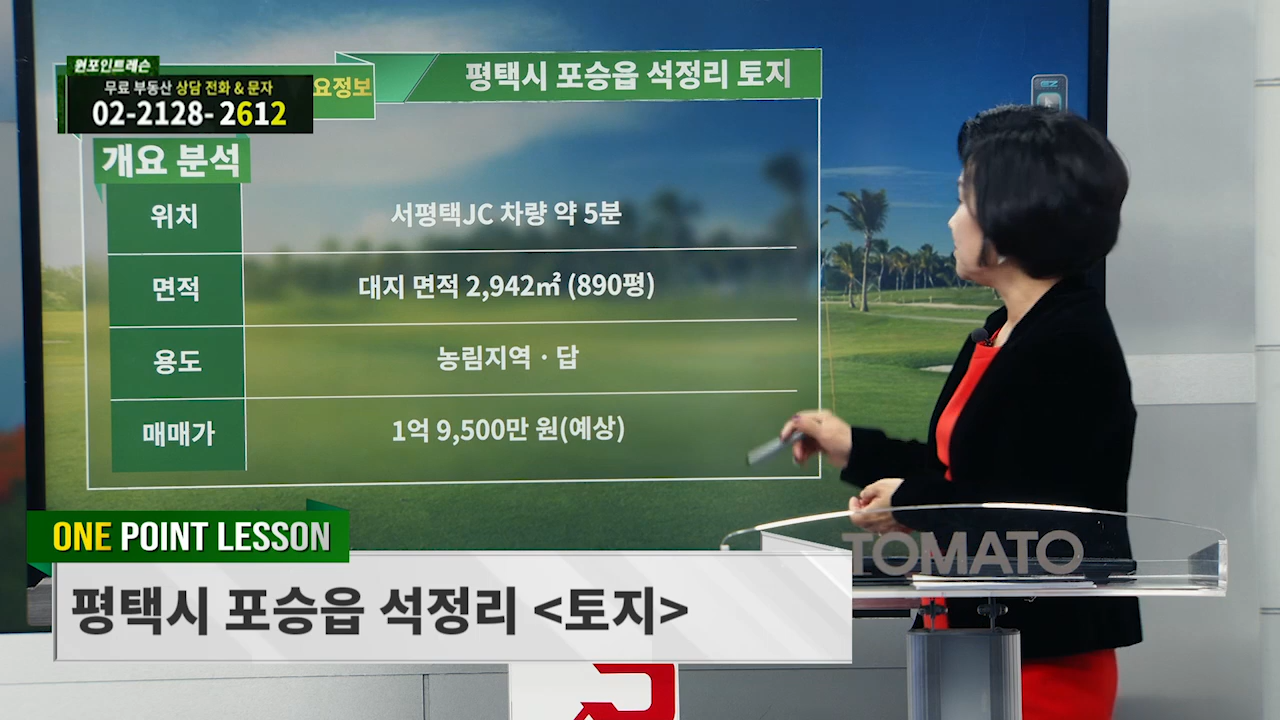 원포인트레슨
무료 부동산 상담 전화 & 문자
02-2128-2612
요정보
평택시 포승읍 석정리 토지
개요 분석
위치 서평택JC 차량 약 5분
면적 대지 면적 2,942㎡ (890평)
용도 농림지역 · 답
매매가 1억 9,500만 원(예상)
ONE POINT LESSON
평택시 포승읍 석정리 <토지>
TOMATO